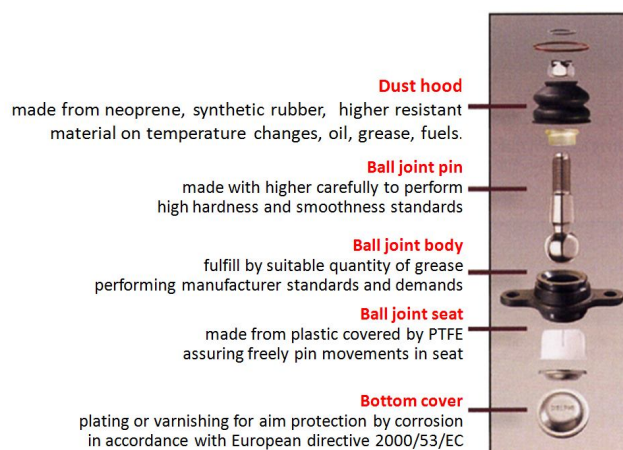 Dust hood
made from neoprene, synthetic rubber, higher resistant
material on temperature changes, oil, grease, fuels.
Ball joint pin
made with higher carefully to perform
high hardness and smoothness standards
Ball joint body
fulfill by suitable quantity of grease
performing manufacturer standards and demands
Ball joint seat
made from plastic covered by PTFE
assuring freely pin movements in seat
Bottom cover
plating or varnishing for aim protection by corrosion
in accordance with European directive 2000/53/EC